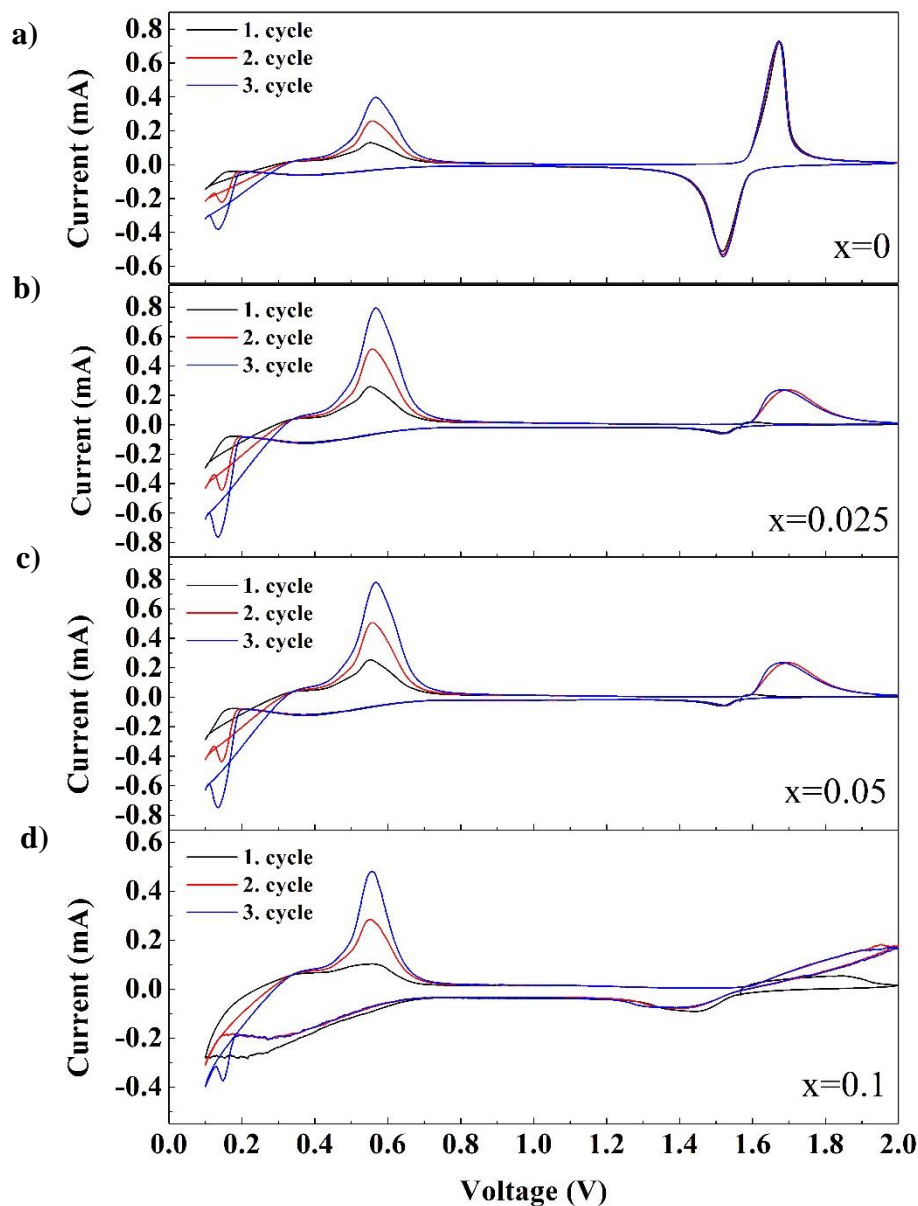 a)
0.8
0.6
0.4
0.2
0.0
-0.2
-0.4
-0.6
Current (mA)
1. cycle
2. cycle
3. cycle
x=0
b)
0.8
0.6
0.4
0.2
0.0
-0.2
-0.4
-0.6
-0.8
Current (mA)
1. cycle
2. cycle
3. cycle
x=0.025
c)
0.8
0.6
0.4
0.2
0.0
-0.2
-0.4
-0.6
-0.8
Current (mA)
1. cycle
2. cycle
3. cycle
x=0.05
d)
0.6
0.4
0.2
0.0
-0.2
-0.4
Current (mA)
1. cycle
2. cycle
3. cycle
x=0.1
0.0 0.2 0.4 0.6 0.8 1.0 1.2 1.4 1.6 1.8 2.0
Voltage (V)